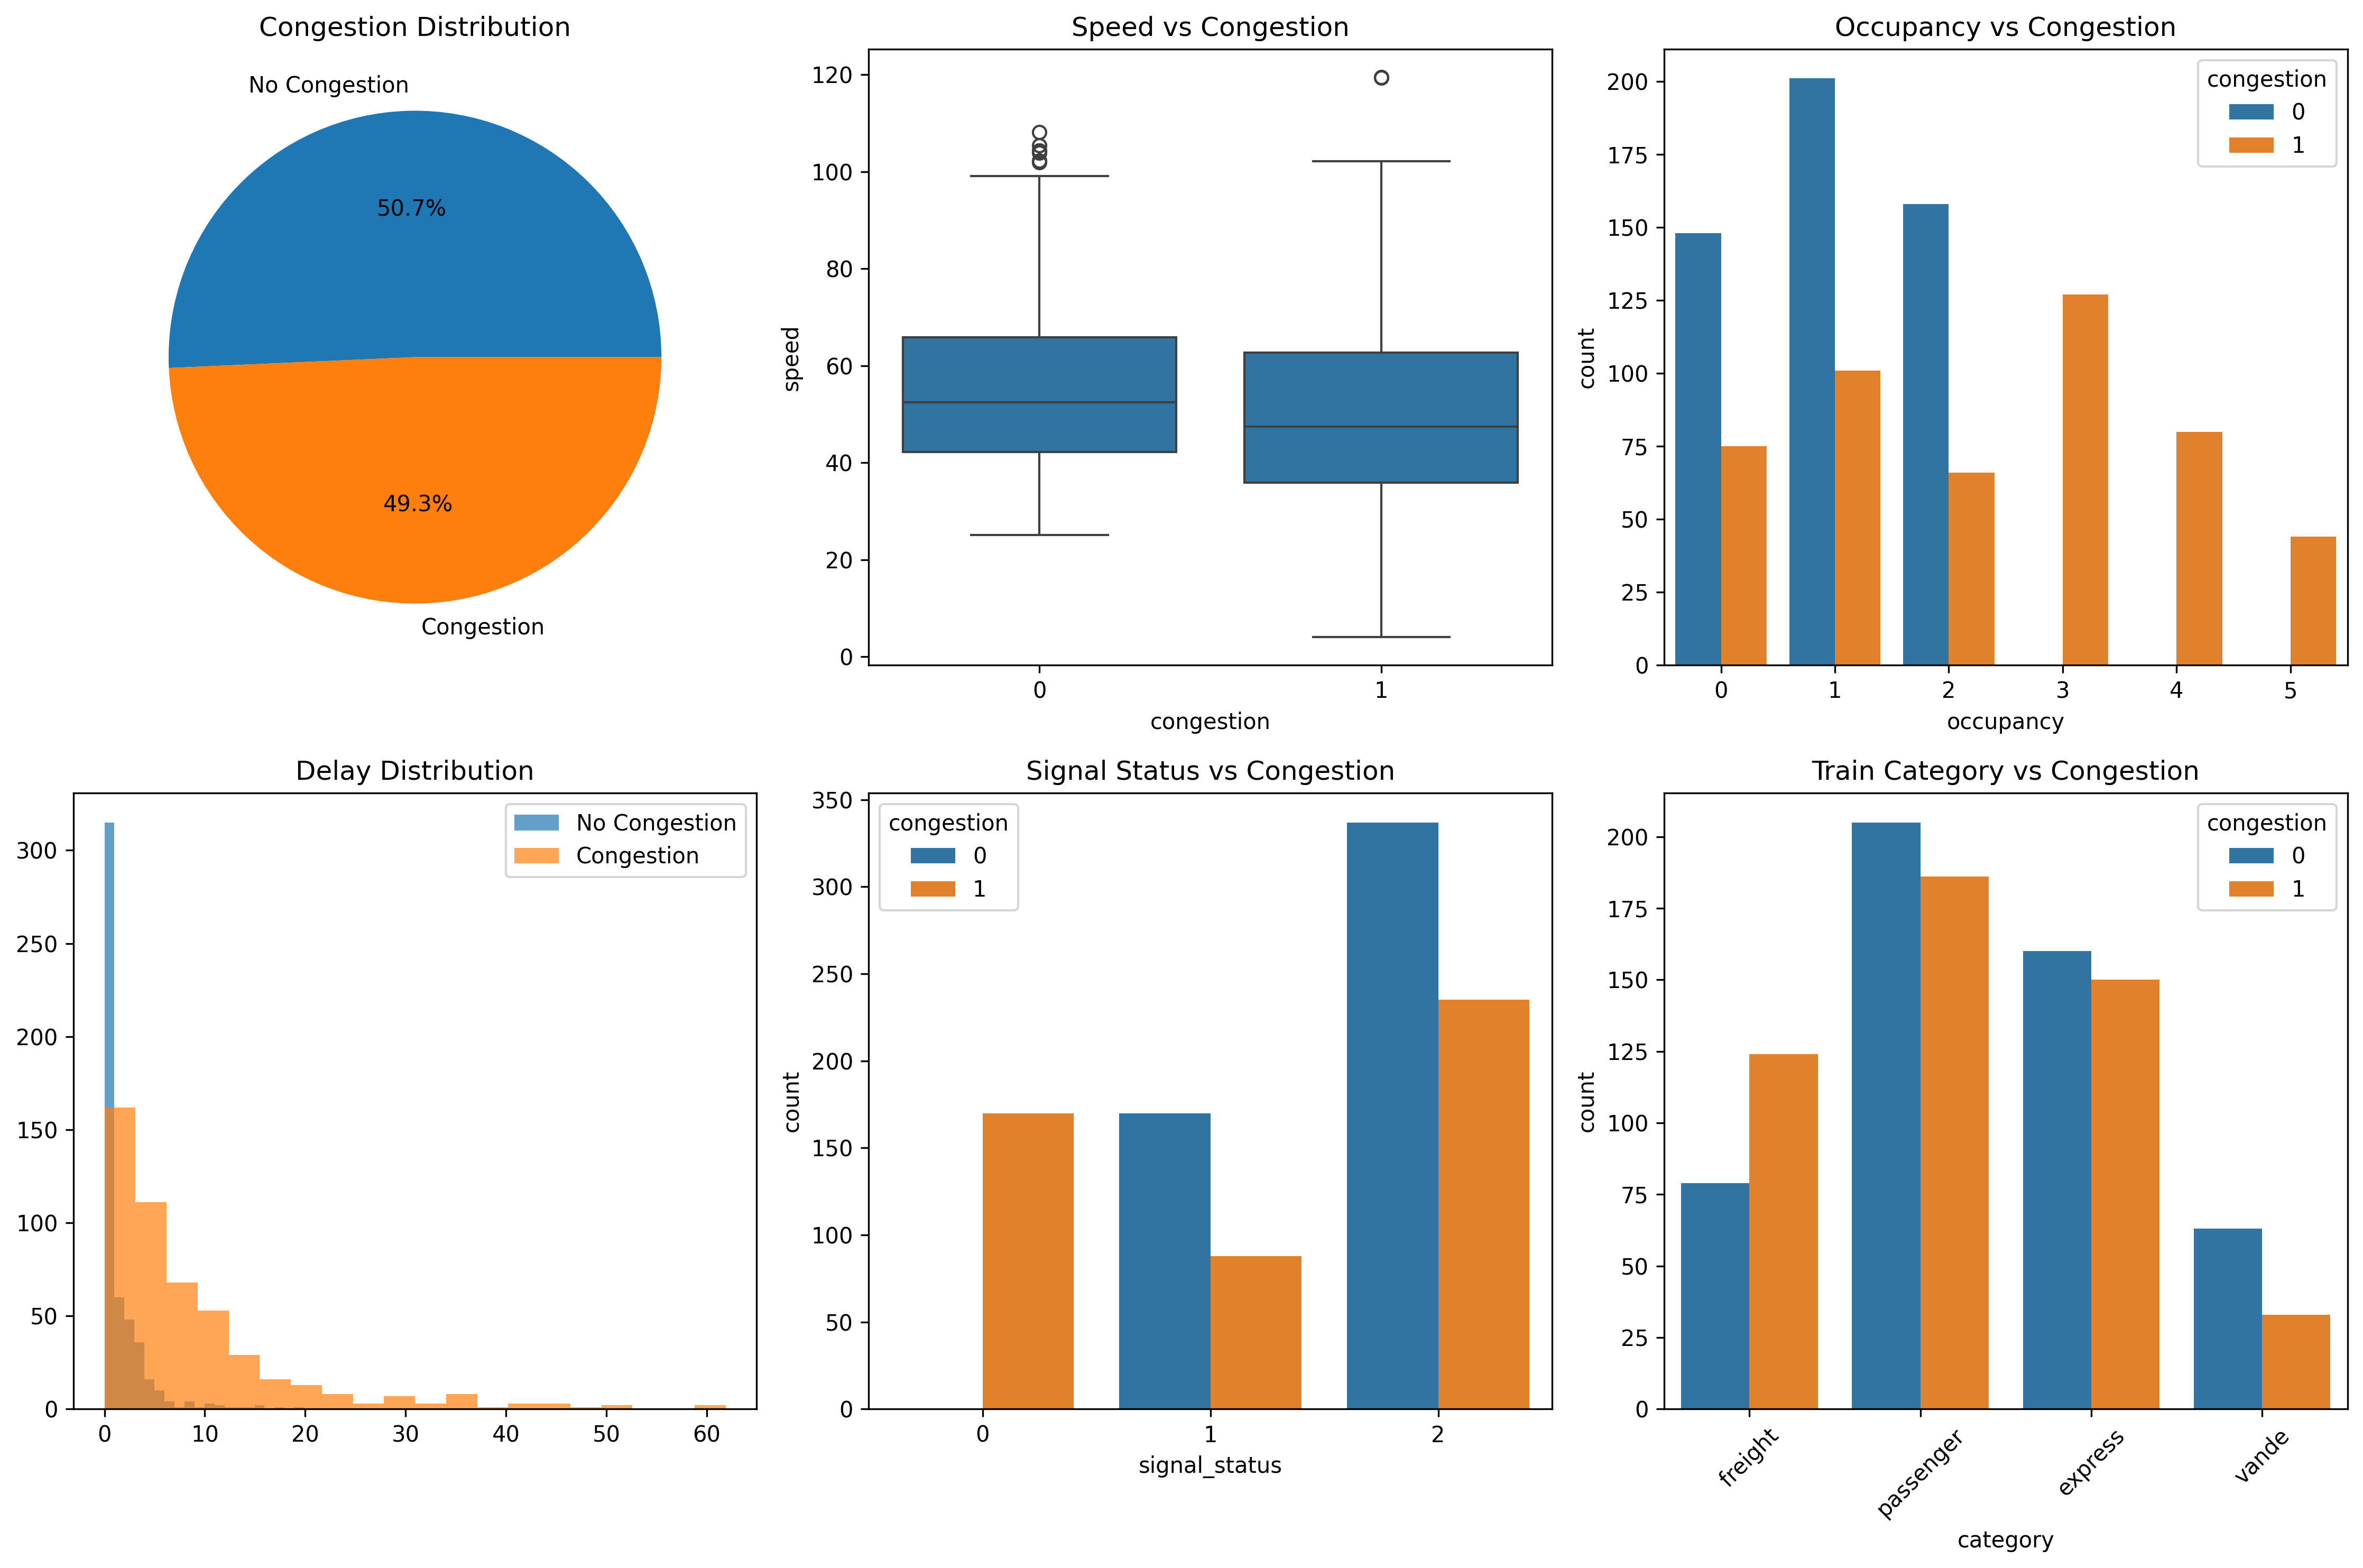 Congestion Distribution
No Congestion
50.7%
49.3%
Congestion
Speed vs Congestion
120
100
80
60
40
20
0
speed
0 1
congestion
Occupancy vs Congestion
congestion
0
1
200
175
150
125
100
75
50
25
0
count
0 1 2 3 4 5
occupancy
Delay Distribution
No Congestion
Congestion
300
250
200
150
100
50
0
0 10 20 30 40 50 60
Signal Status vs Congestion
congestion
0
1
350
300
250
200
150
100
50
0
count
0 1 2
signal_status
Train Category vs Congestion
congestion
0
1
200
175
150
125
100
75
50
25
0
count
freight passenger express vande
category